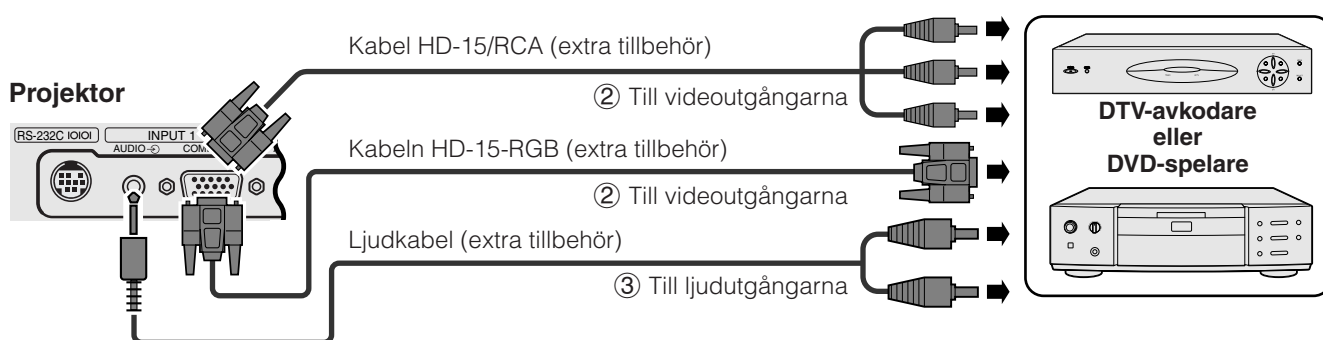 Kabel HD-15/RCA (extra tillbehör)
② Till videoutgångarna
Projektor
RS-232C IOIOI
INPUT 1
AUDIO
Kabeln HD-15-RGB (extra tillbehör)
② Till videoutgångarna
Ljudkabel (extra tillbehör)
③ Till ljudutgångarna
DTV-avkodare
eller
DVD-spelare